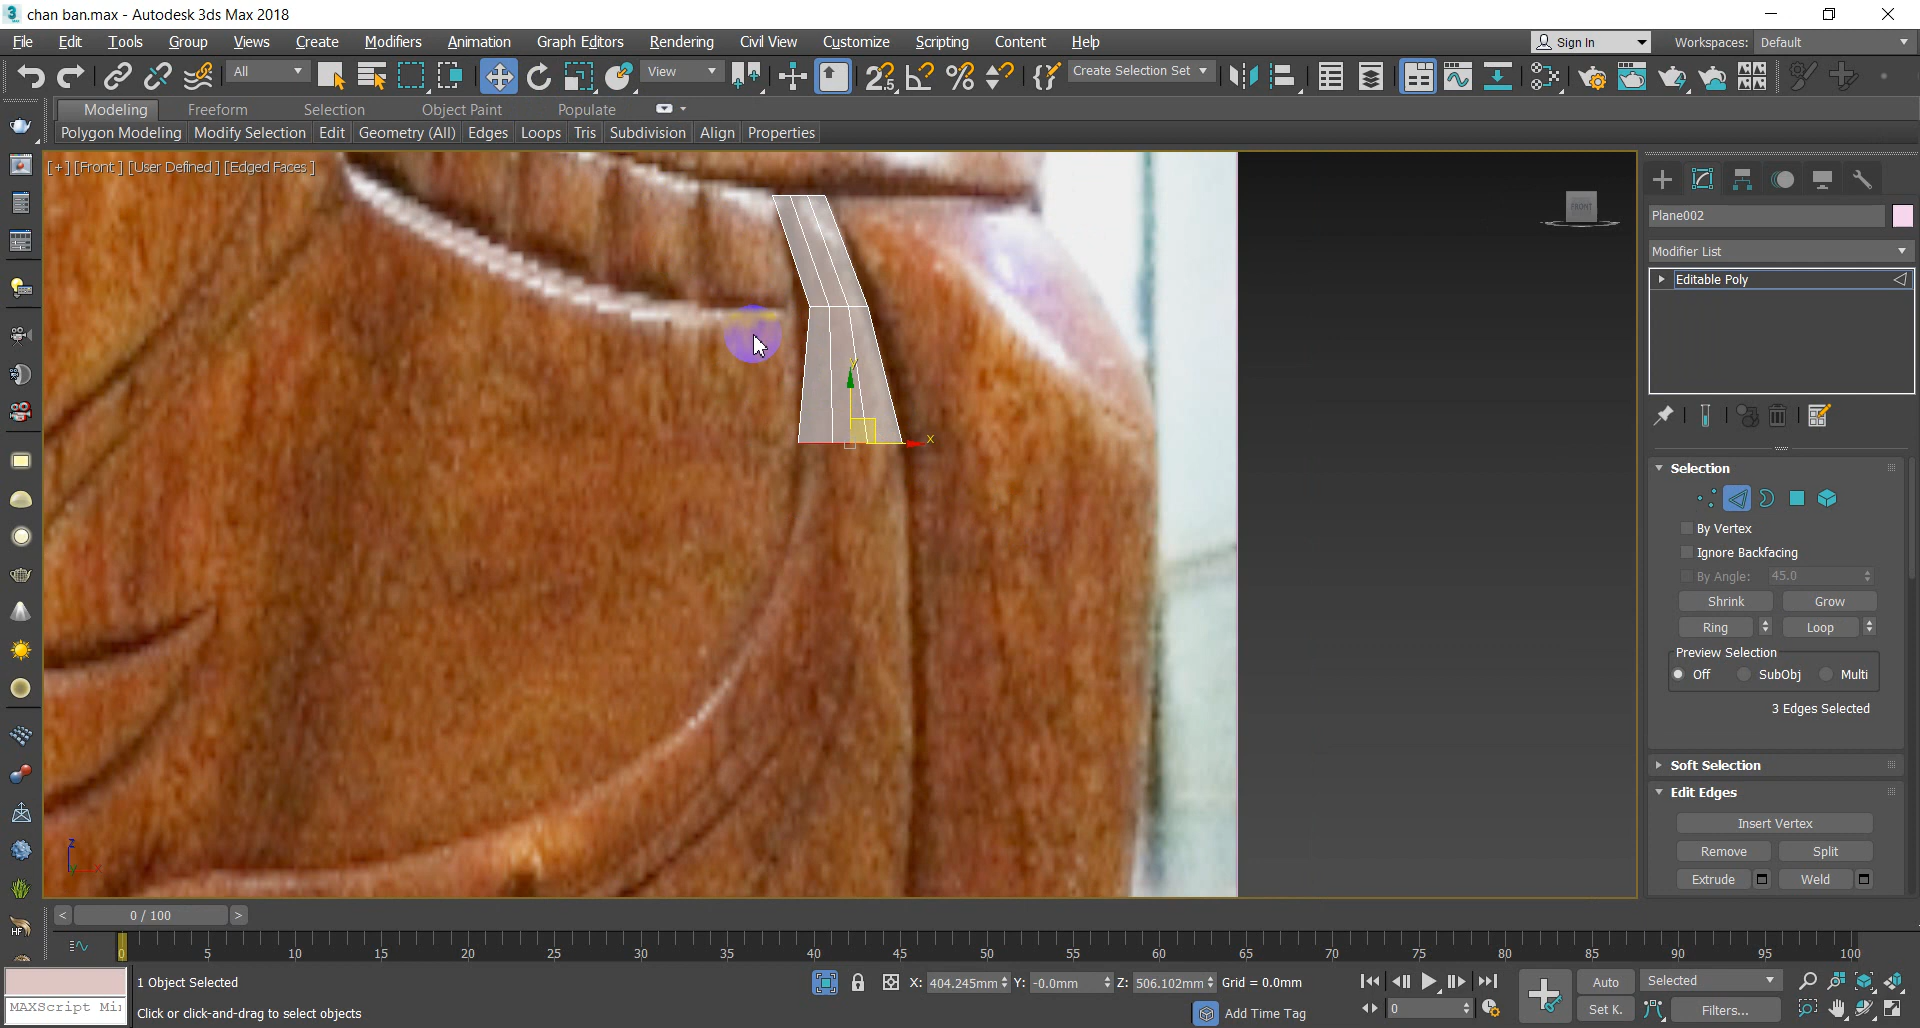 chan ban.max - Autodesk 3ds Max 2018
File Edit Tools Group Views Create Modifiers Animation Graph Editors Rendering Civil View Customize Scripting Content Help Sign In Workspaces: Default
All View Create Selection Set
Modeling Freeform Selection Object Paint Populate
Polygon Modeling Modify Selection Edit Geometry (All) Edges Loops Tris Subdivision Align Properties
[+] [Front ] [User Defined ] [Edged Faces ]
FRONT
Plane002
Modifier List
Editable Poly
y
x
Selection
By Vertex
Ignore Backfacing
By Angle: 45.0
Shrink Grow
Ring Loop
Preview Selection
Off SubObj Multi
3 Edges Selected
Soft Selection
Edit Edges
Insert Vertex
Remove Split
Extrude Weld
z
x
HF
< 0 / 100 >
0 5 10 15 20 25 30 35 40 45 50 55 60 65 70 75 80 85 90 95 100
1 Object Selected X: 404.245mm Y: -0.0mm Z: 506.102mm Grid = 0.0mm Auto Selected
MAXScript Mi
Click or click-and-drag to select objects Add Time Tag 0 Set K. Filters...